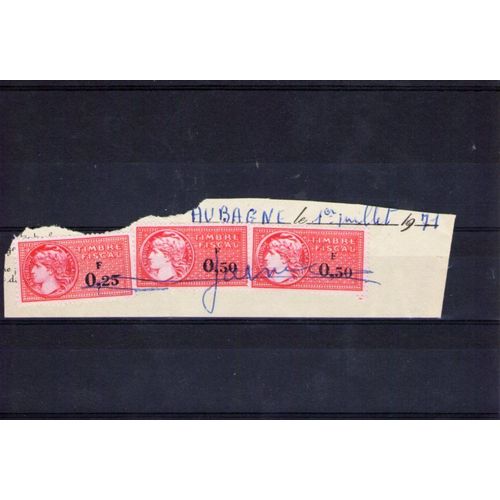 AUBAGNE le 1er juillet 1971
TIMBRE
FISCAL
F
0,25
TIMBRE
FISCAL
F
0,50
TIMBRE
FISCAL
F
0,50